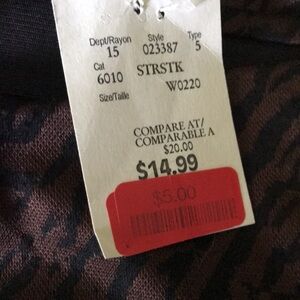 Dept/Rayon Style Type
15 023387 5
Cat
6010 STRSTK
W0220
Size/Taille
COMPARE AT/
COMPARABLE A
$20.00
$14.99
$5.00